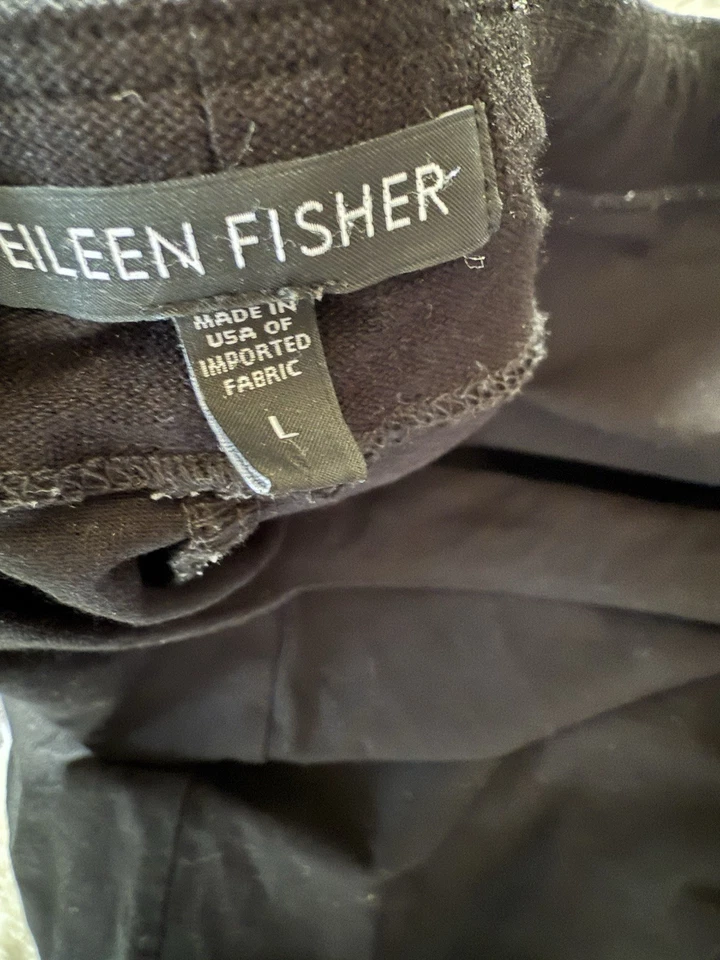 EILEEN FISHER
MADE IN
USA OF
IMPORTED
FABRIC
L